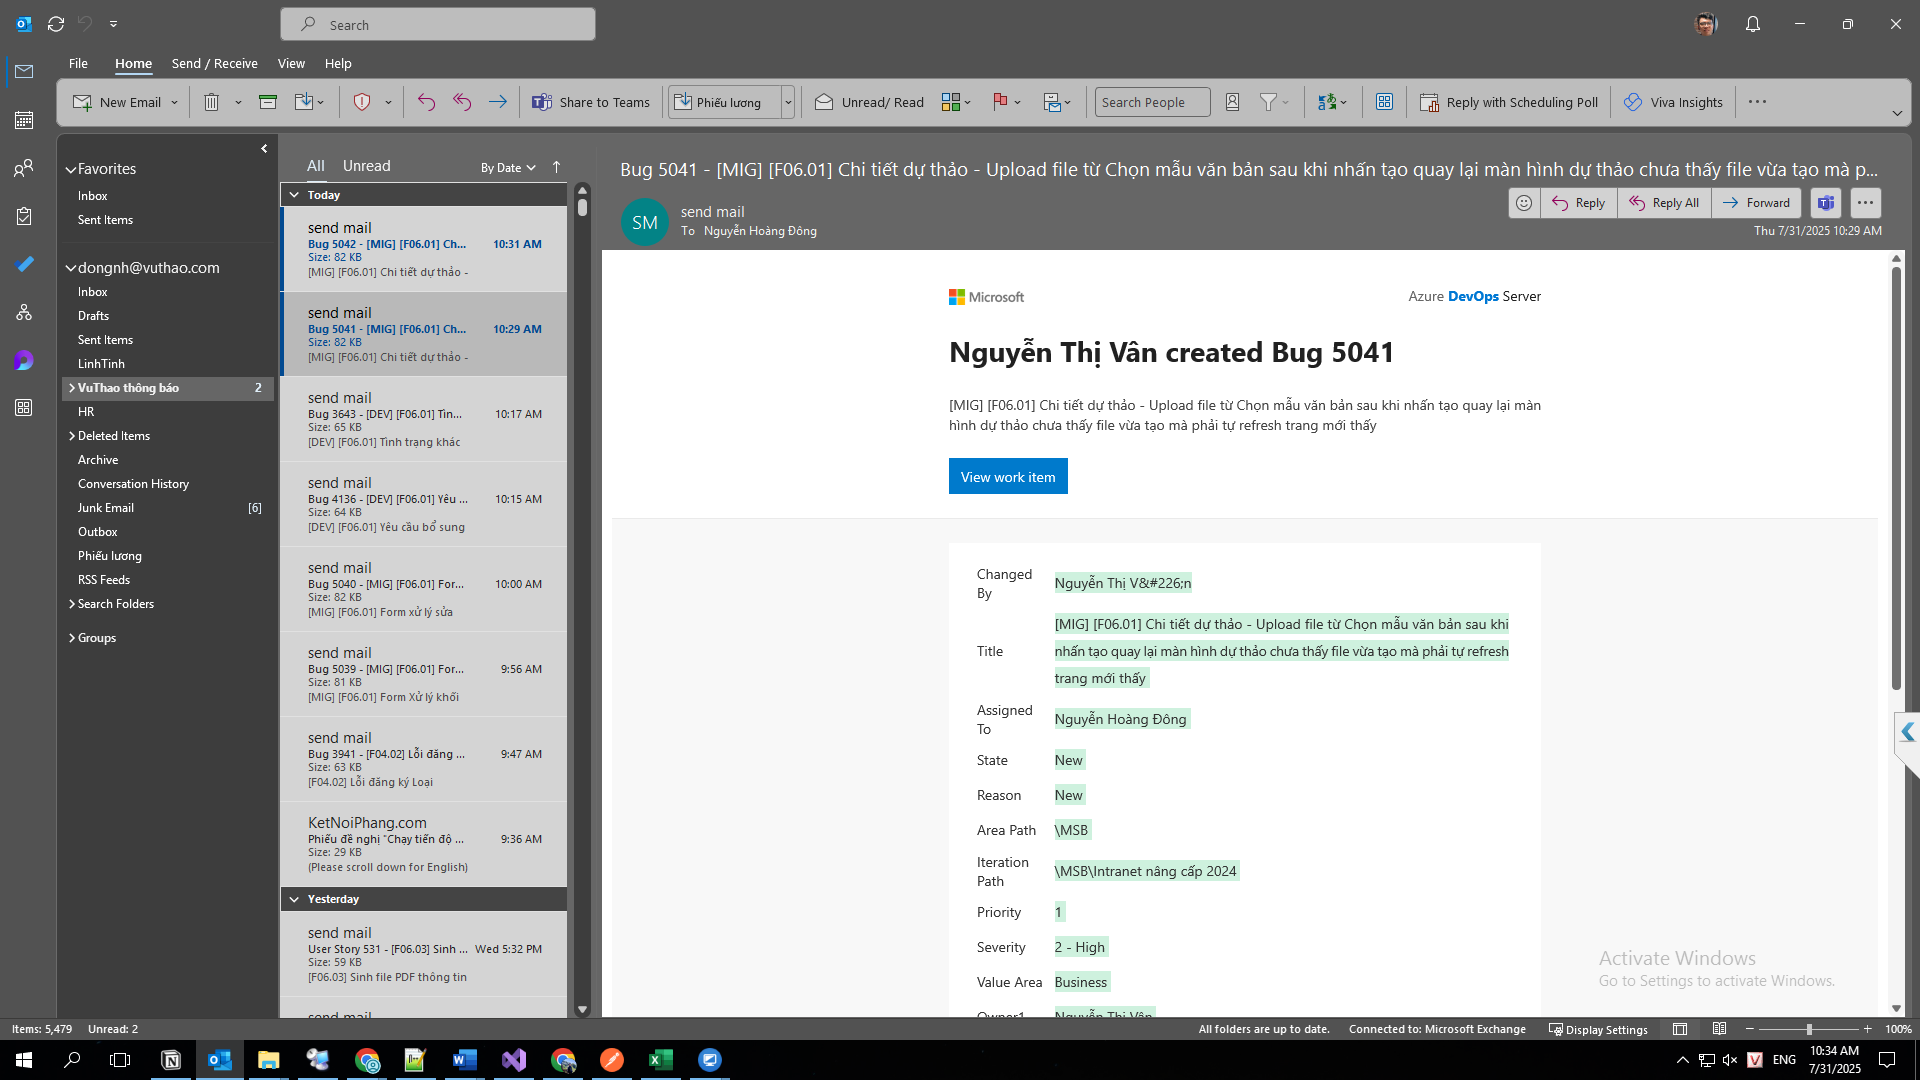 Search
File Home Send / Receive View Help
New Email
Share to Teams
Phiếu lương
Unread/ Read
Search People
Reply with Scheduling Poll
Viva Insights
Favorites
Inbox
Sent Items
dongnh@vuthao.com
Inbox
Drafts
Sent Items
LinhTinh
VuThao thông báo 2
HR
Deleted Items
Archive
Conversation History
Junk Email [6]
Outbox
Phiếu lương
RSS Feeds
Search Folders
Groups
All Unread By Date
Today
send mail
Bug 5042 - [MIG] [F06.01] Ch... 10:31 AM
Size: 82 KB
[MIG] [F06.01] Chi tiết dự thảo -
send mail
Bug 5041 - [MIG] [F06.01] Ch... 10:29 AM
Size: 82 KB
[MIG] [F06.01] Chi tiết dự thảo -
send mail
Bug 3643 - [DEV] [F06.01] Tìn... 10:17 AM
Size: 65 KB
[DEV] [F06.01] Tình trạng khác
send mail
Bug 4136 - [DEV] [F06.01] Yêu ... 10:15 AM
Size: 64 KB
[DEV] [F06.01] Yêu cầu bổ sung
send mail
Bug 5040 - [MIG] [F06.01] For... 10:00 AM
Size: 82 KB
[MIG] [F06.01] Form xử lý sửa
send mail
Bug 5039 - [MIG] [F06.01] For... 9:56 AM
Size: 81 KB
[MIG] [F06.01] Form Xử lý khối
send mail
Bug 3941 - [F04.02] Lỗi đăng ... 9:47 AM
Size: 63 KB
[F04.02] Lỗi đăng ký Loại
KetNoiPhang.com
Phiếu đề nghị "Chạy tiến độ ... 9:36 AM
Size: 29 KB
(Please scroll down for English)
Yesterday
send mail
User Story 531 - [F06.03] Sinh ... Wed 5:32 PM
Size: 59 KB
[F06.03] Sinh file PDF thông tin
send mail
Bug 5041 - [MIG] [F06.01] Chi tiết dự thảo - Upload file từ Chọn mẫu văn bản sau khi nhấn tạo quay lại màn hình dự thảo chưa thấy file vừa tạo mà p...
SM
send mail
To Nguyễn Hoàng Đông
Reply
Reply All
Forward
Thu 7/31/2025 10:29 AM
Microsoft
Azure DevOps Server
Nguyễn Thị Vân created Bug 5041
[MIG] [F06.01] Chi tiết dự thảo - Upload file từ Chọn mẫu văn bản sau khi nhấn tạo quay lại màn
hình dự thảo chưa thấy file vừa tạo mà phải tự refresh trang mới thấy
View work item
Changed
By
Nguyễn Thị V&#226;n
Title
[MIG] [F06.01] Chi tiết dự thảo - Upload file từ Chọn mẫu văn bản sau khi
nhấn tạo quay lại màn hình dự thảo chưa thấy file vừa tạo mà phải tự refresh
trang mới thấy
Assigned
To
Nguyễn Hoàng Đông
State New
Reason New
Area Path \MSB
Iteration
Path
\MSB\Intranet nâng cấp 2024
Priority 1
Severity 2 - High
Value Area Business
Owner1 Nguyễn Thị Vân
Activate Windows
Go to Settings to activate Windows.
Items: 5,479 Unread: 2
All folders are up to date. Connected to: Microsoft Exchange Display Settings 100%
ENG
10:34 AM
7/31/2025